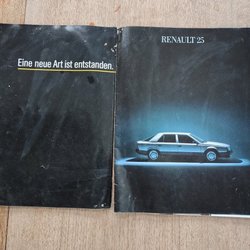 Eine neue Art ist entstanden.
RENAULT 25